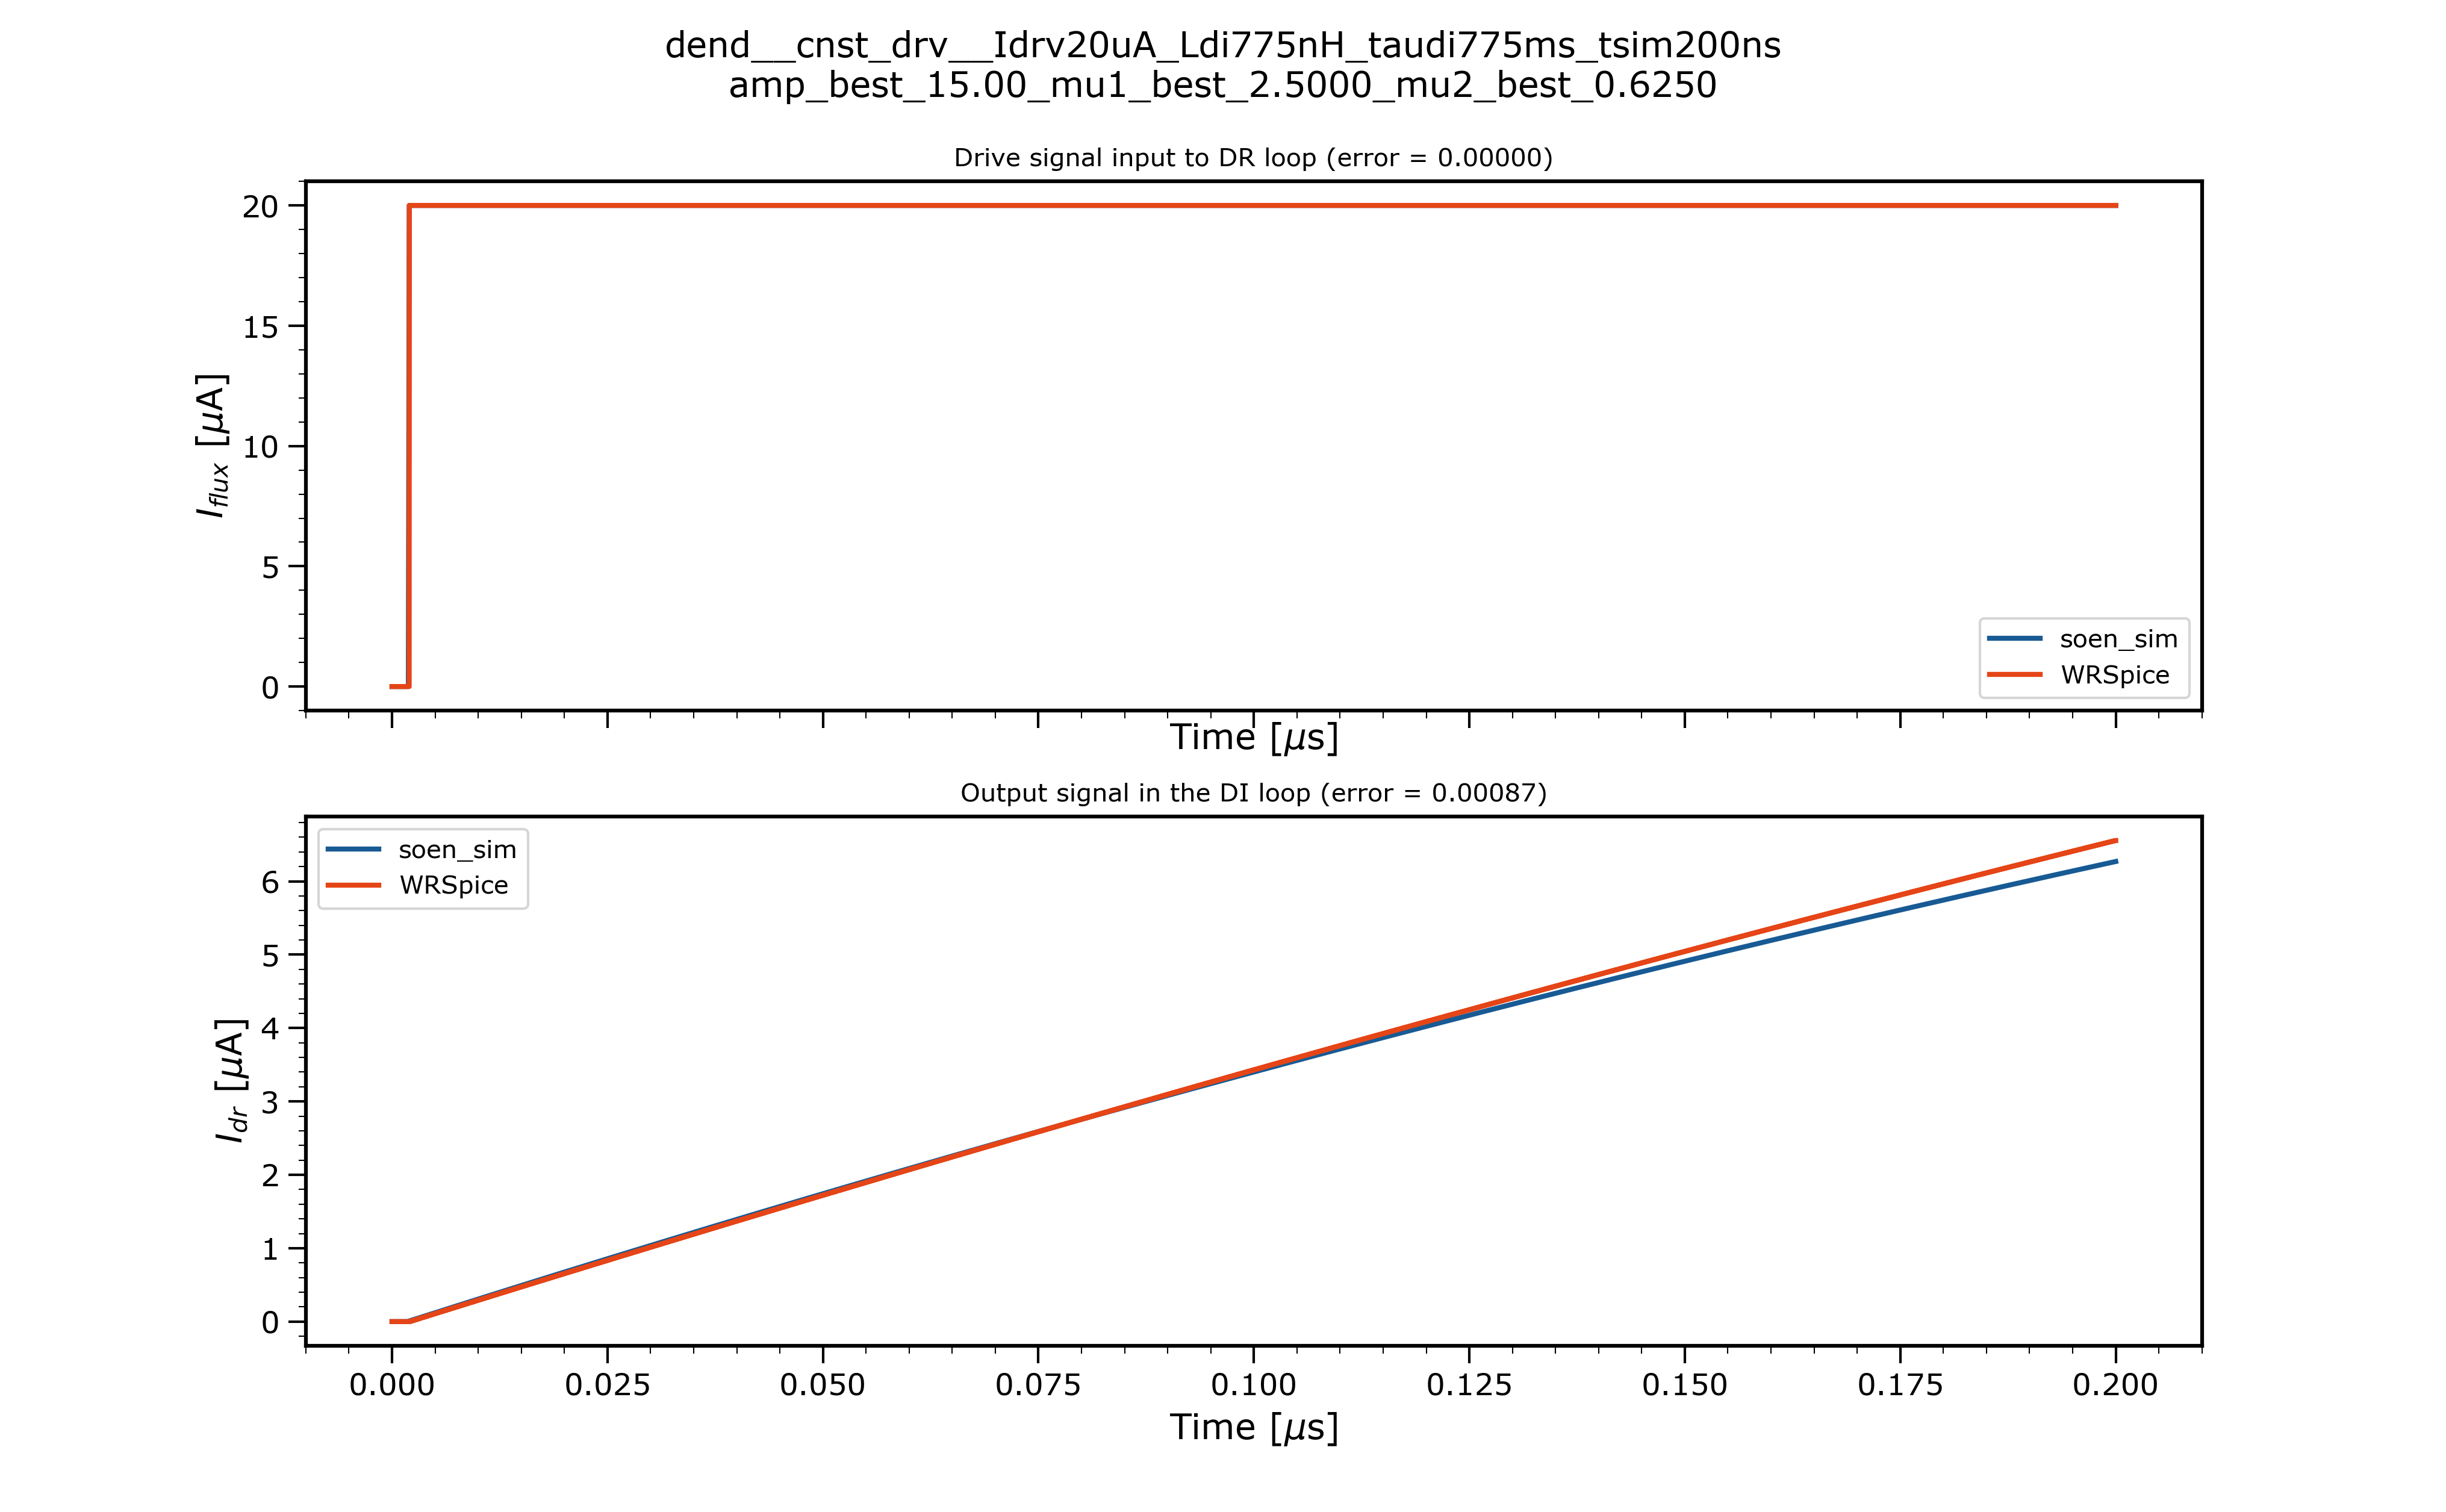 dend__cnst_drv__Idrv20uA_Ldi775nH_taudi775ms_tsim200ns
amp_best_15.00_mu1_best_2.5000_mu2_best_0.6250
Drive signal input to DR loop (error = 0.00000)
20
15
10
5
0
I_flux [μA]
soen_sim
WRSpice
Time [μs]
Output signal in the DI loop (error = 0.00087)
soen_sim
WRSpice
6
5
4
3
2
1
0
I_dr [μA]
0.000 0.025 0.050 0.075 0.100 0.125 0.150 0.175 0.200
Time [μs]